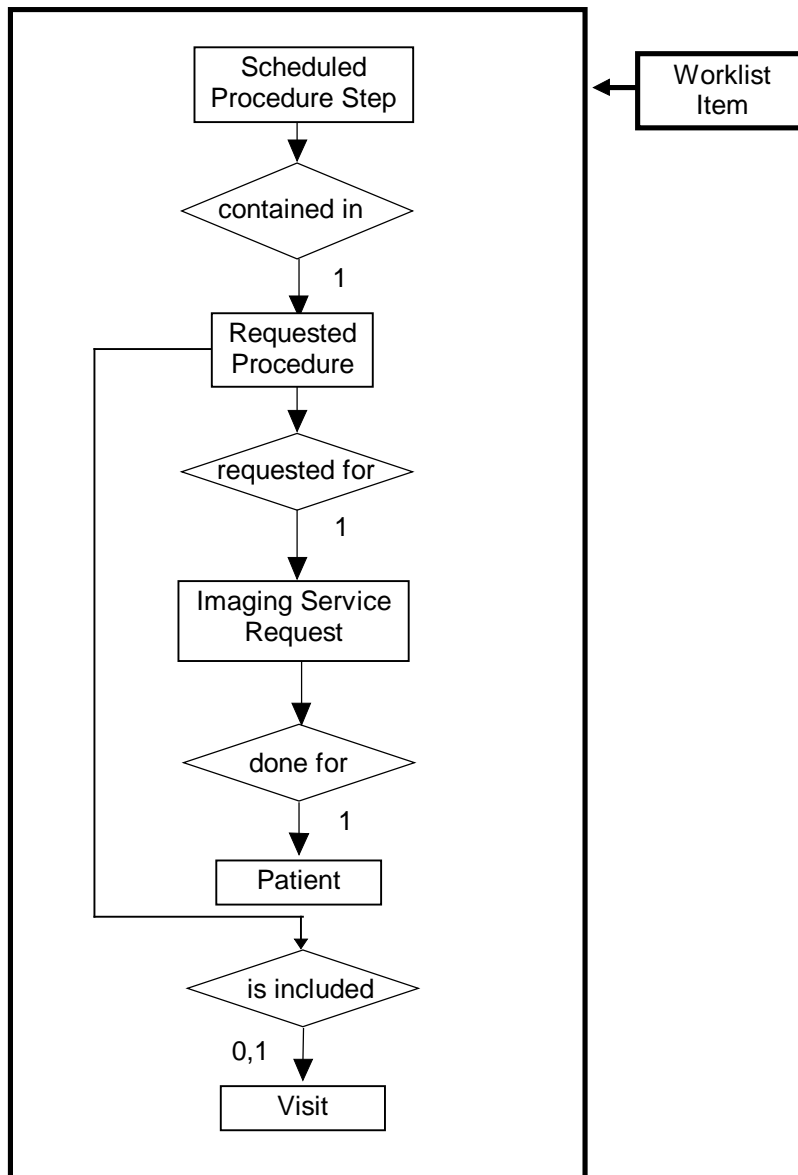 Scheduled
Procedure Step
Worklist
Item
contained in
1
Requested
Procedure
requested for
1
Imaging Service
Request
done for
1
Patient
is included
0,1
Visit